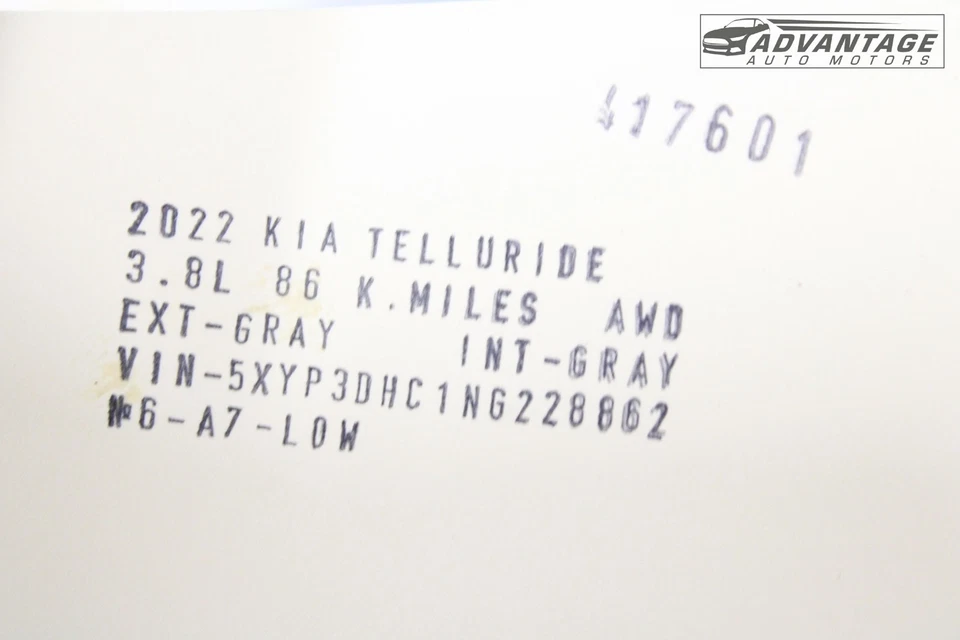 ADVANTAGE
AUTO MOTORS
417601
2022 KIA TELLURIDE
3.8L 86 K.MILES AWD
EXT-GRAY INT-GRAY
VIN-5XYP3DHC1NG228862
№6-A7-LOW